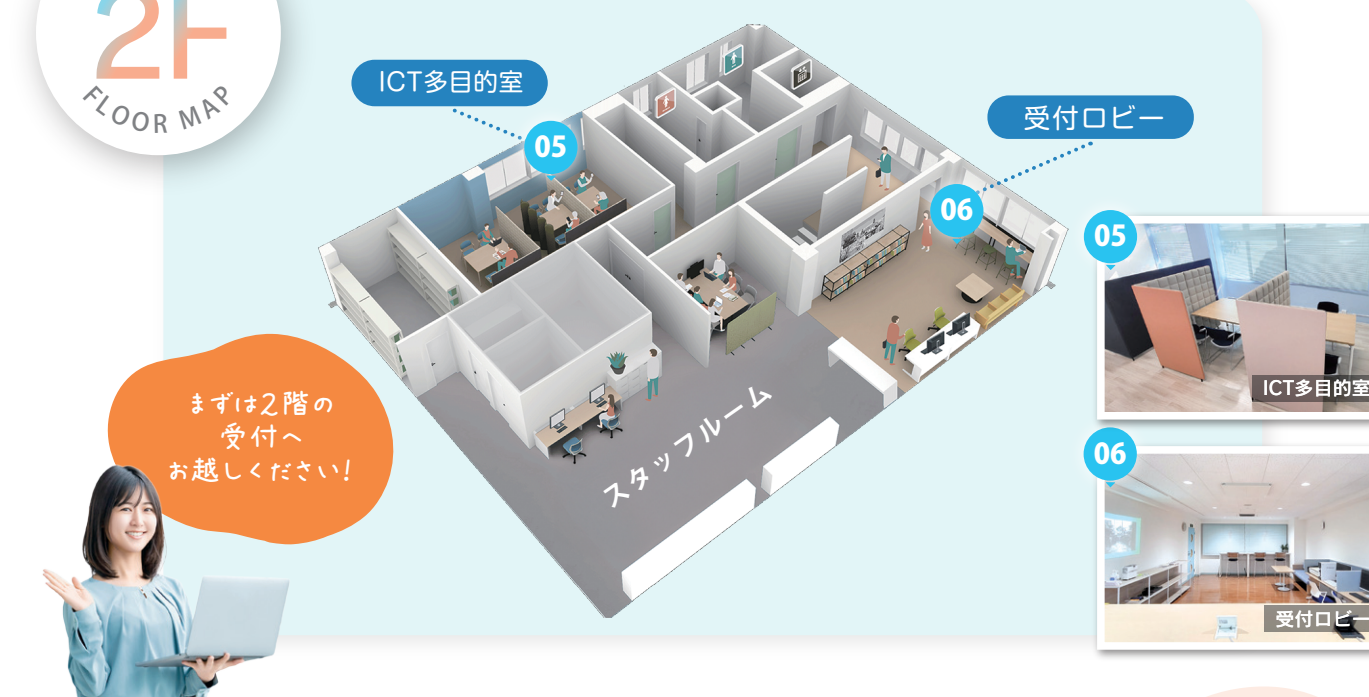 2F
FLOOR MAP
ICT多目的室
05
受付ロビー
06
05
ICT多目的室
06
受付ロビー
スタッフルーム
まずは2階の
受付へ
お越しください!